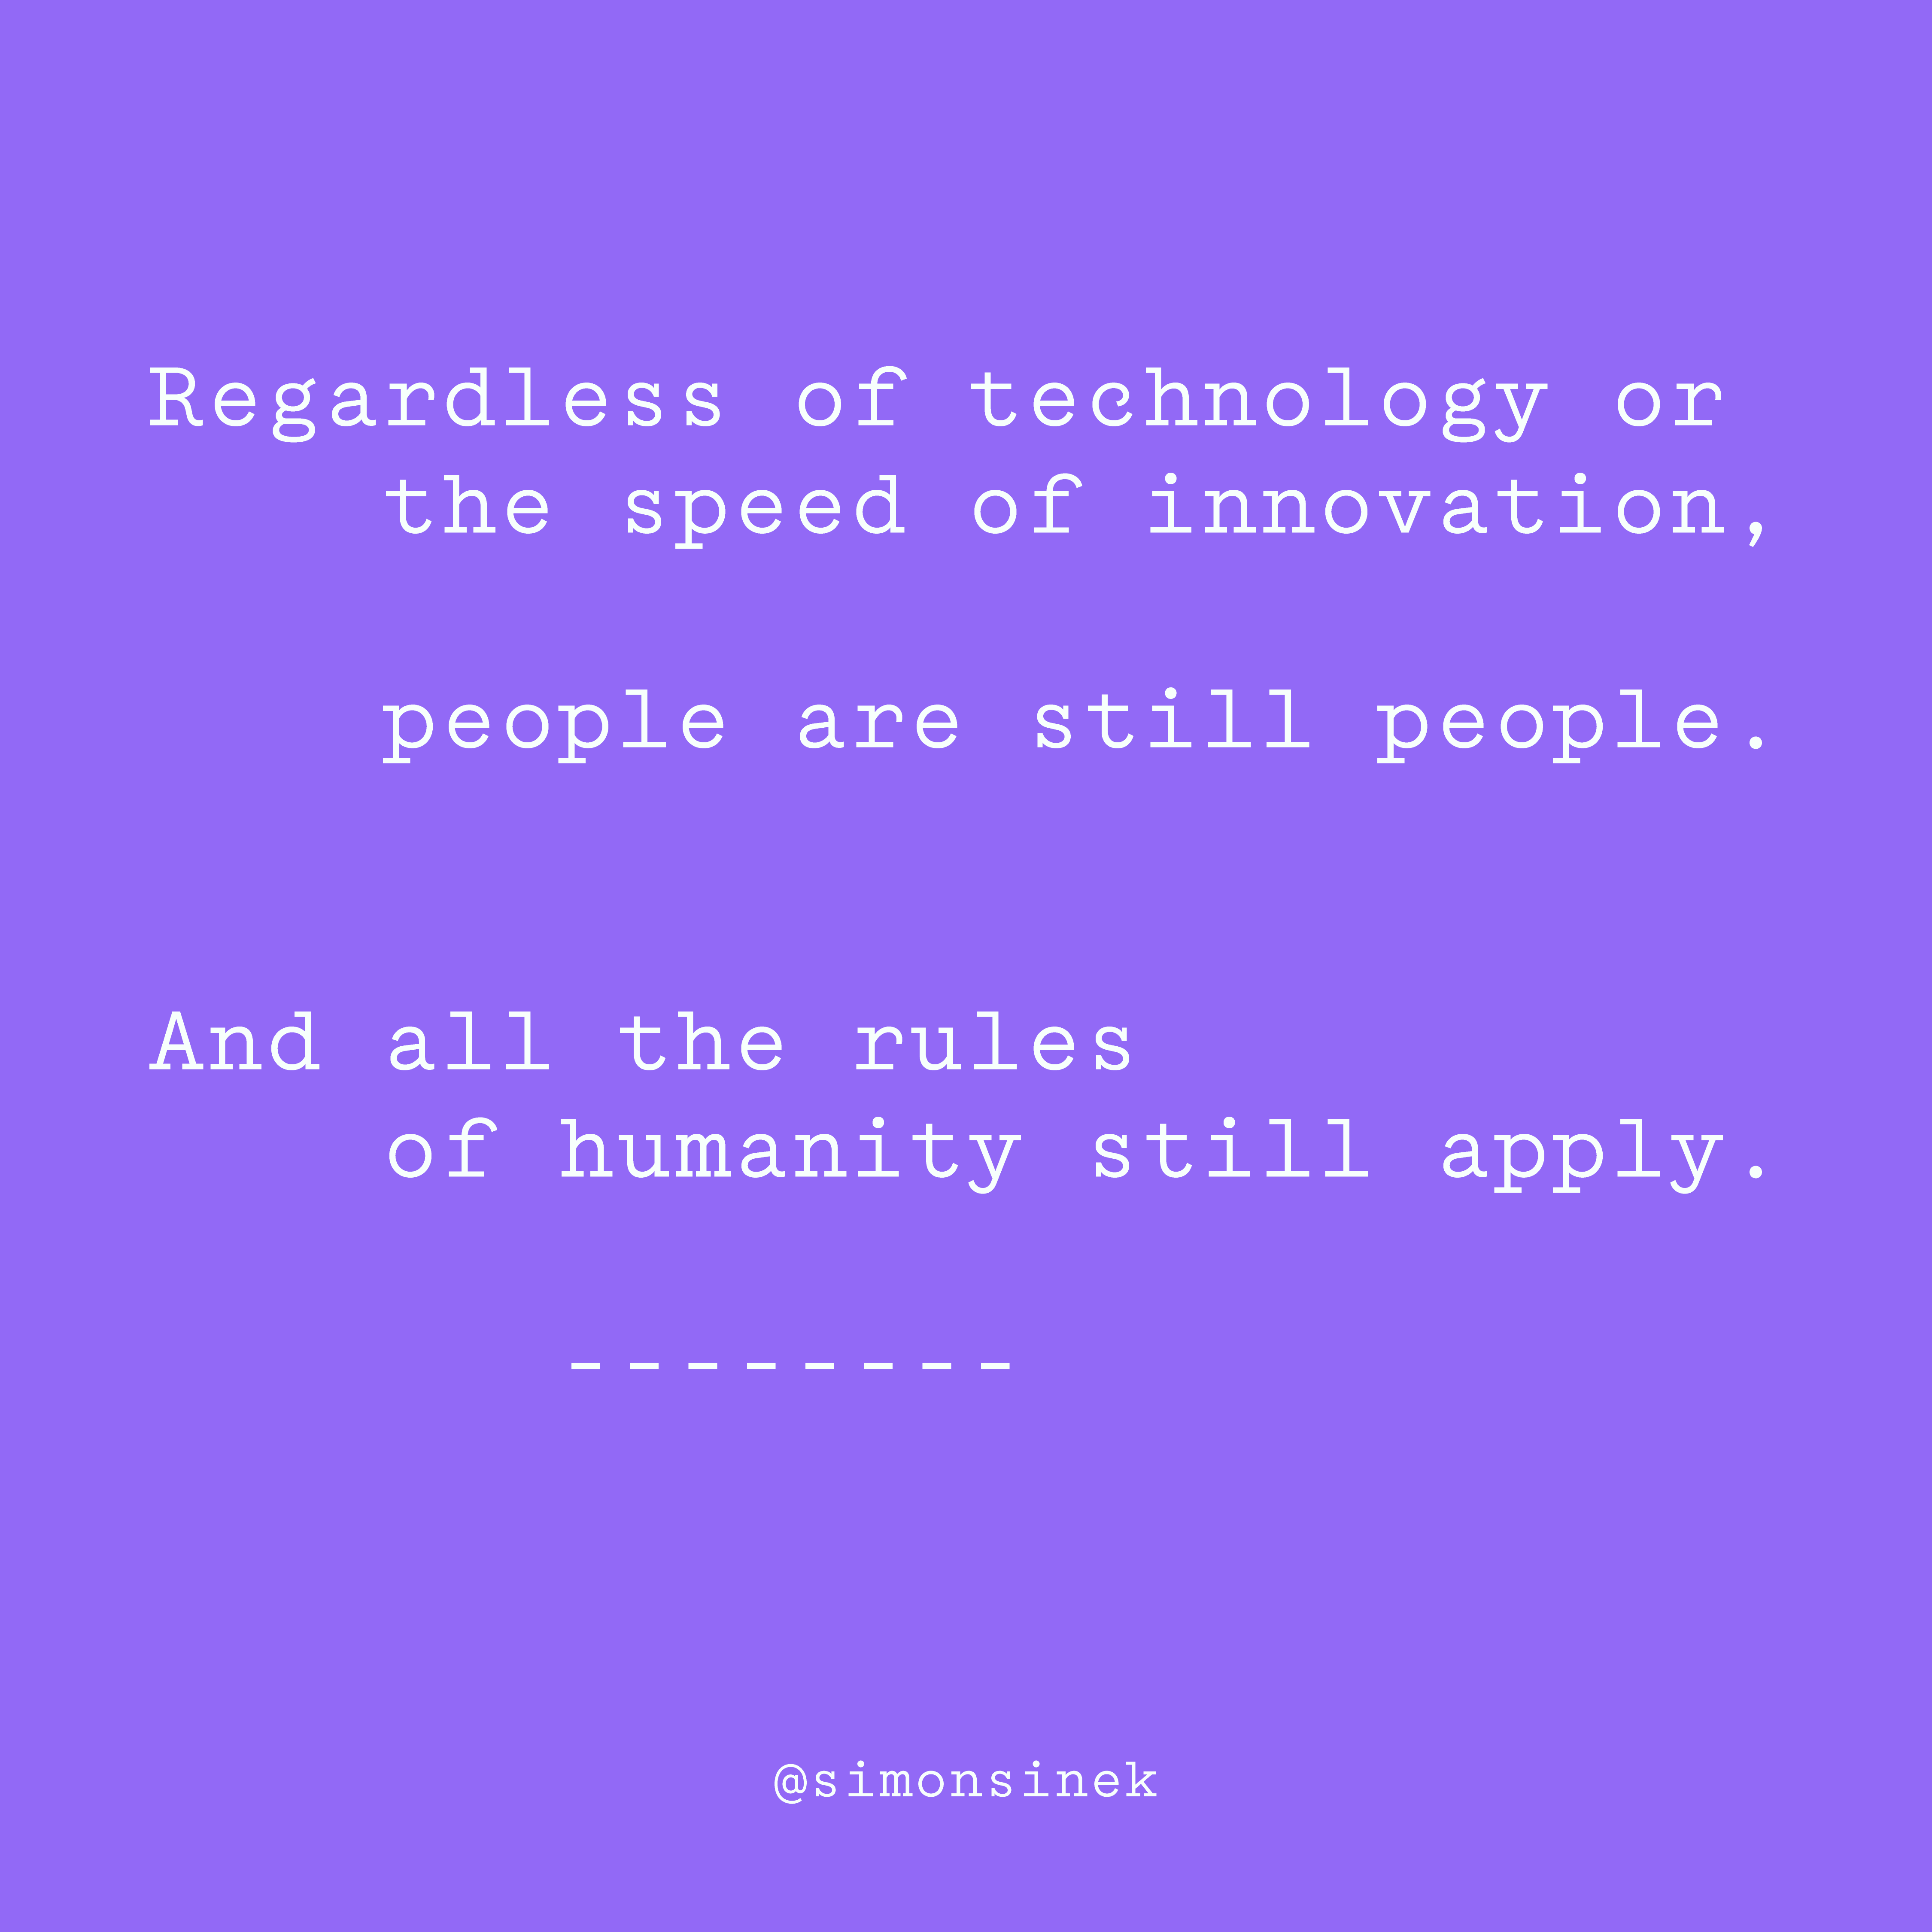 Regardless of technology or
the speed of innovation,
people are still people.
And all the rules
of humanity still apply.
--------
@simonsinek